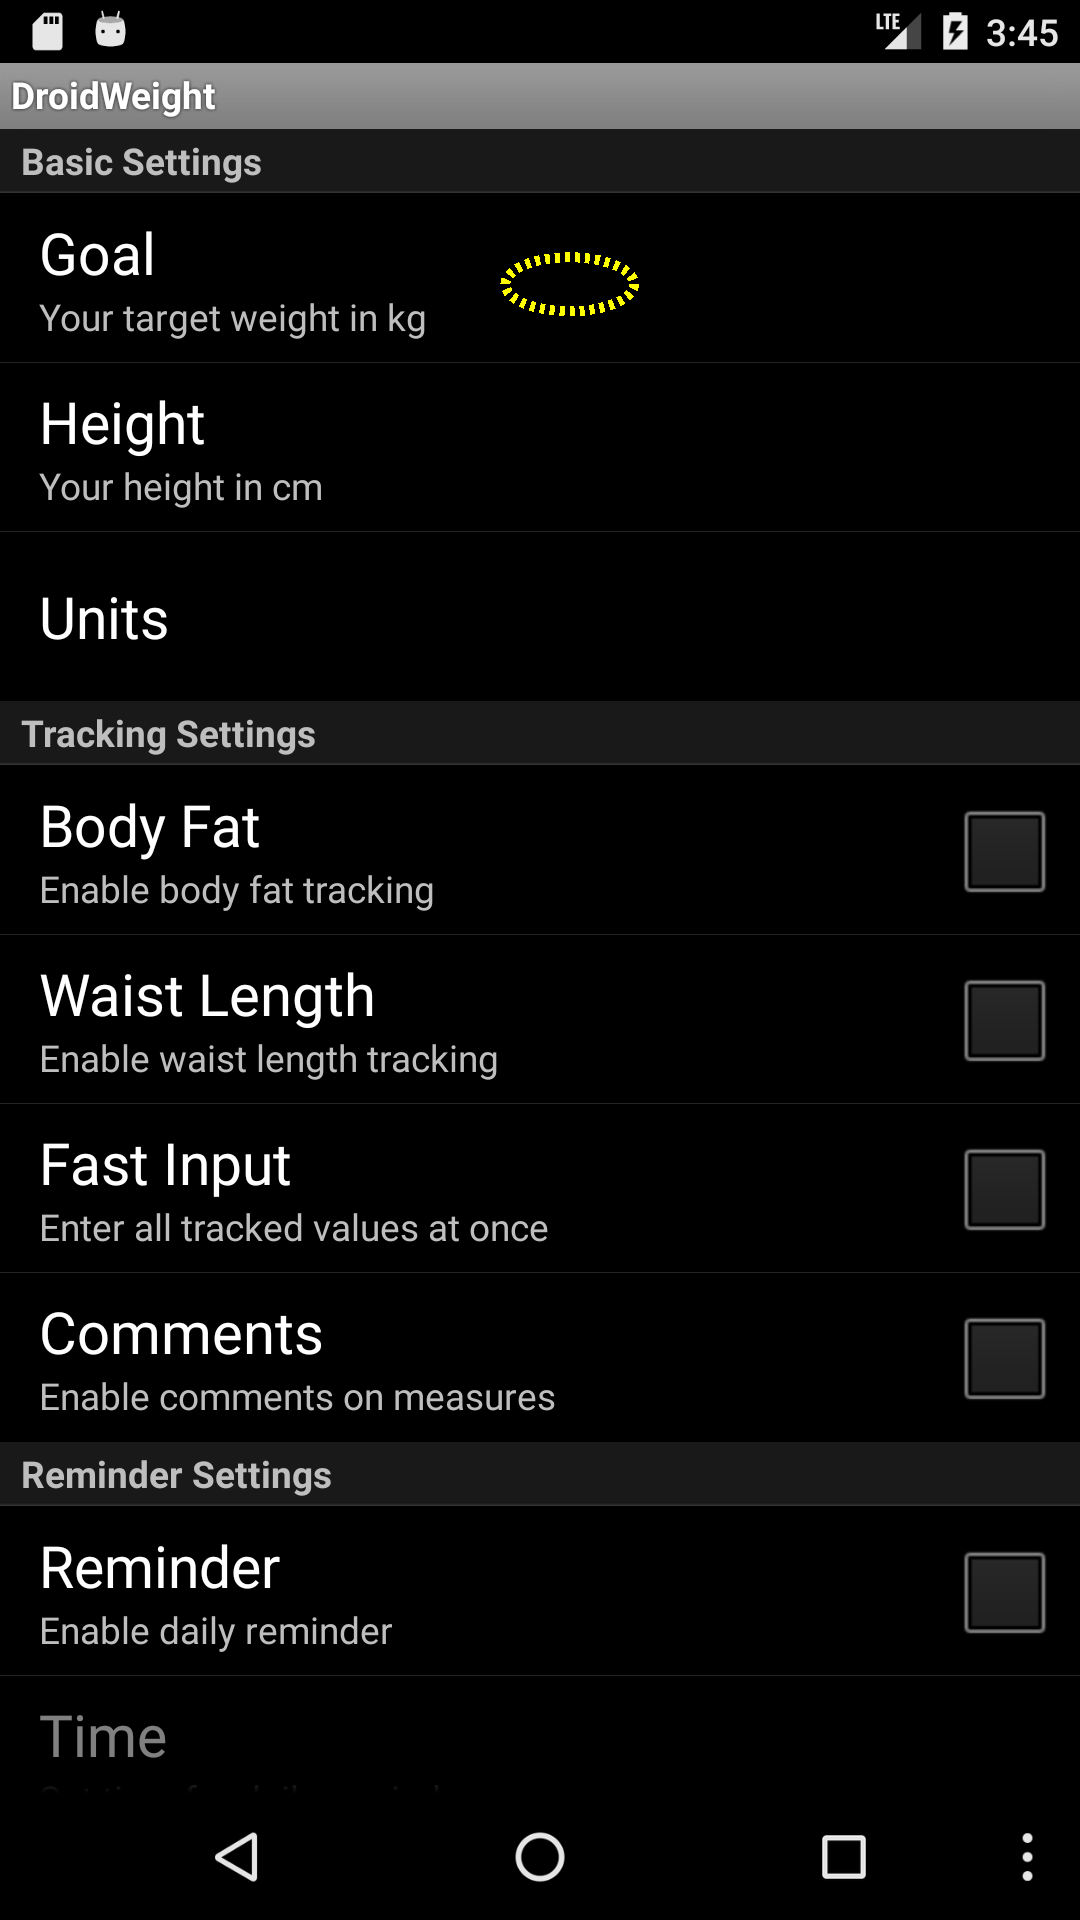 LTE 3:45
DroidWeight
Basic Settings
Goal
Your target weight in kg
Height
Your height in cm
Units
Tracking Settings
Body Fat
Enable body fat tracking
Waist Length
Enable waist length tracking
Fast Input
Enter all tracked values at once
Comments
Enable comments on measures
Reminder Settings
Reminder
Enable daily reminder
Time